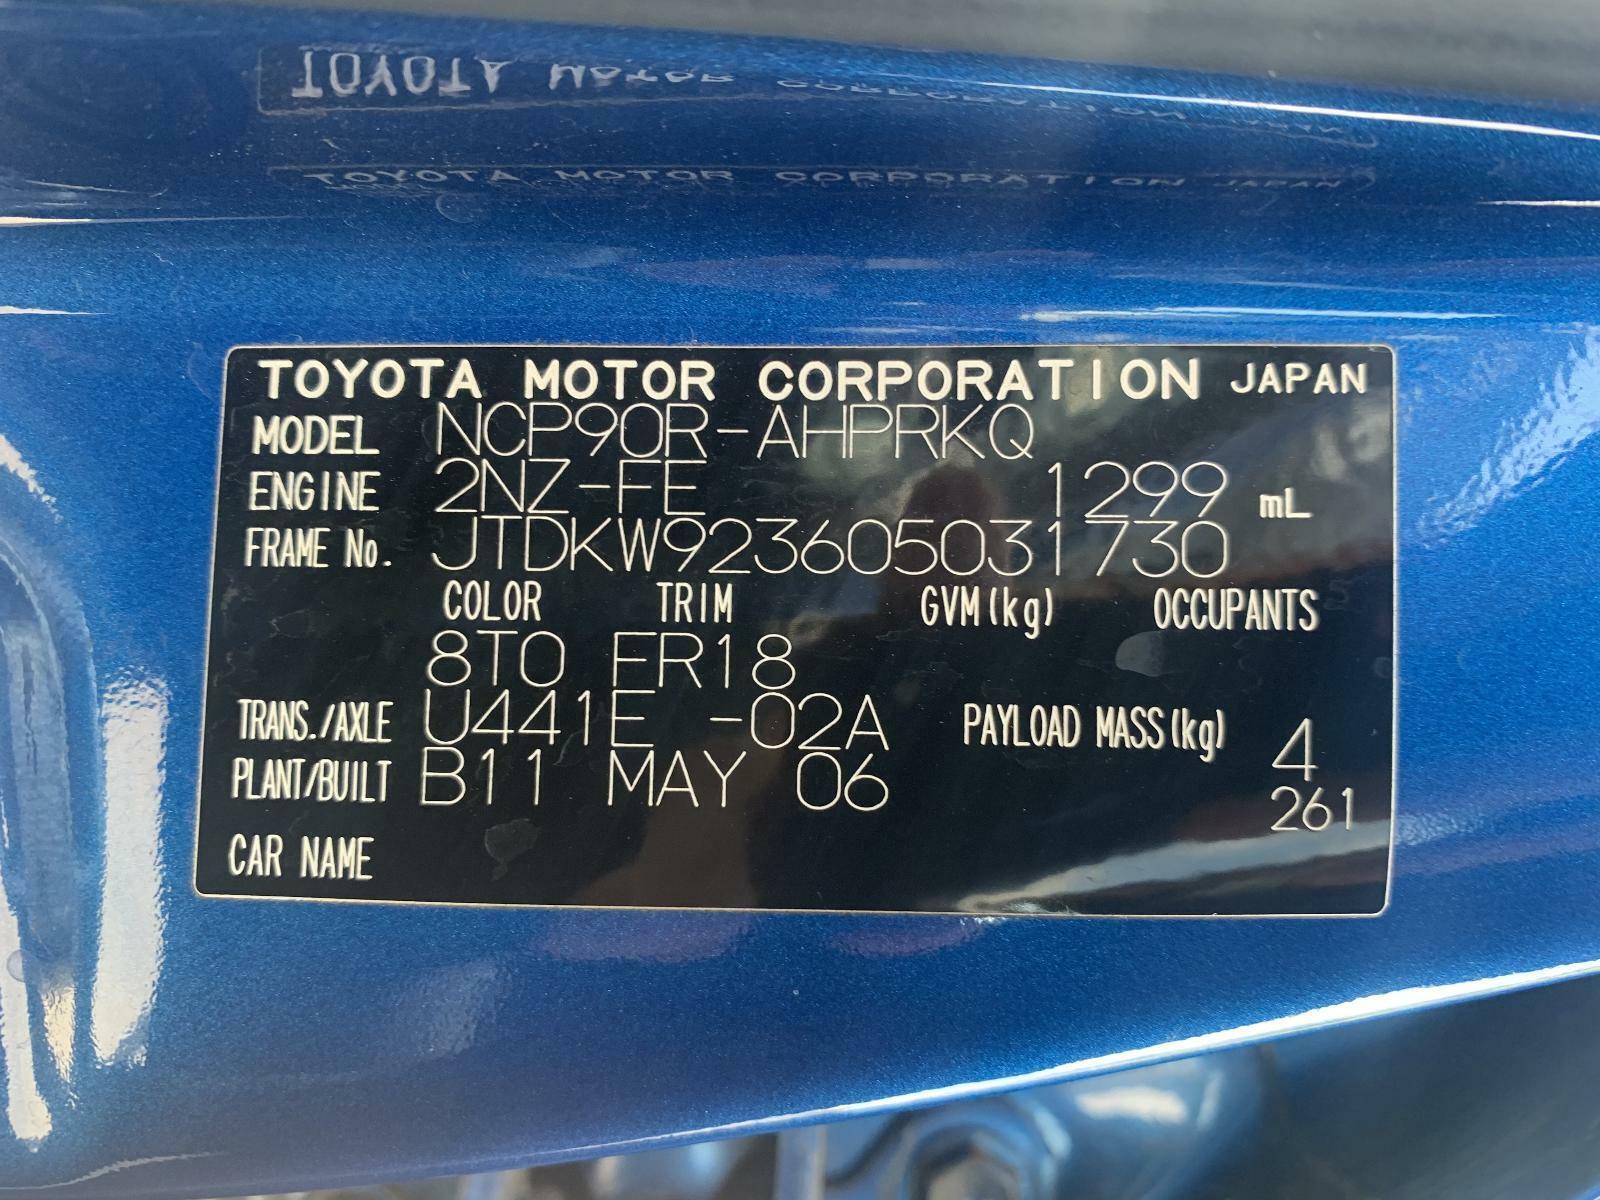 TOYOTA MOTOR CORPORATION JAPAN
TOYOTA MOTOR CORPORATION JAPAN
TOYOTA MOTOR CORPORATION JAPAN
MODEL NCP90R-AHPRKQ
ENGINE 2NZ-FE 1299 mL
FRAME No. JTDKW923605031730
COLOR TRIM GVM(kg) OCCUPANTS
8T0 FR18
TRANS./AXLE U441E -02A PAYLOAD MASS(kg) 4
PLANT/BUILT B11 MAY 06 261
CAR NAME